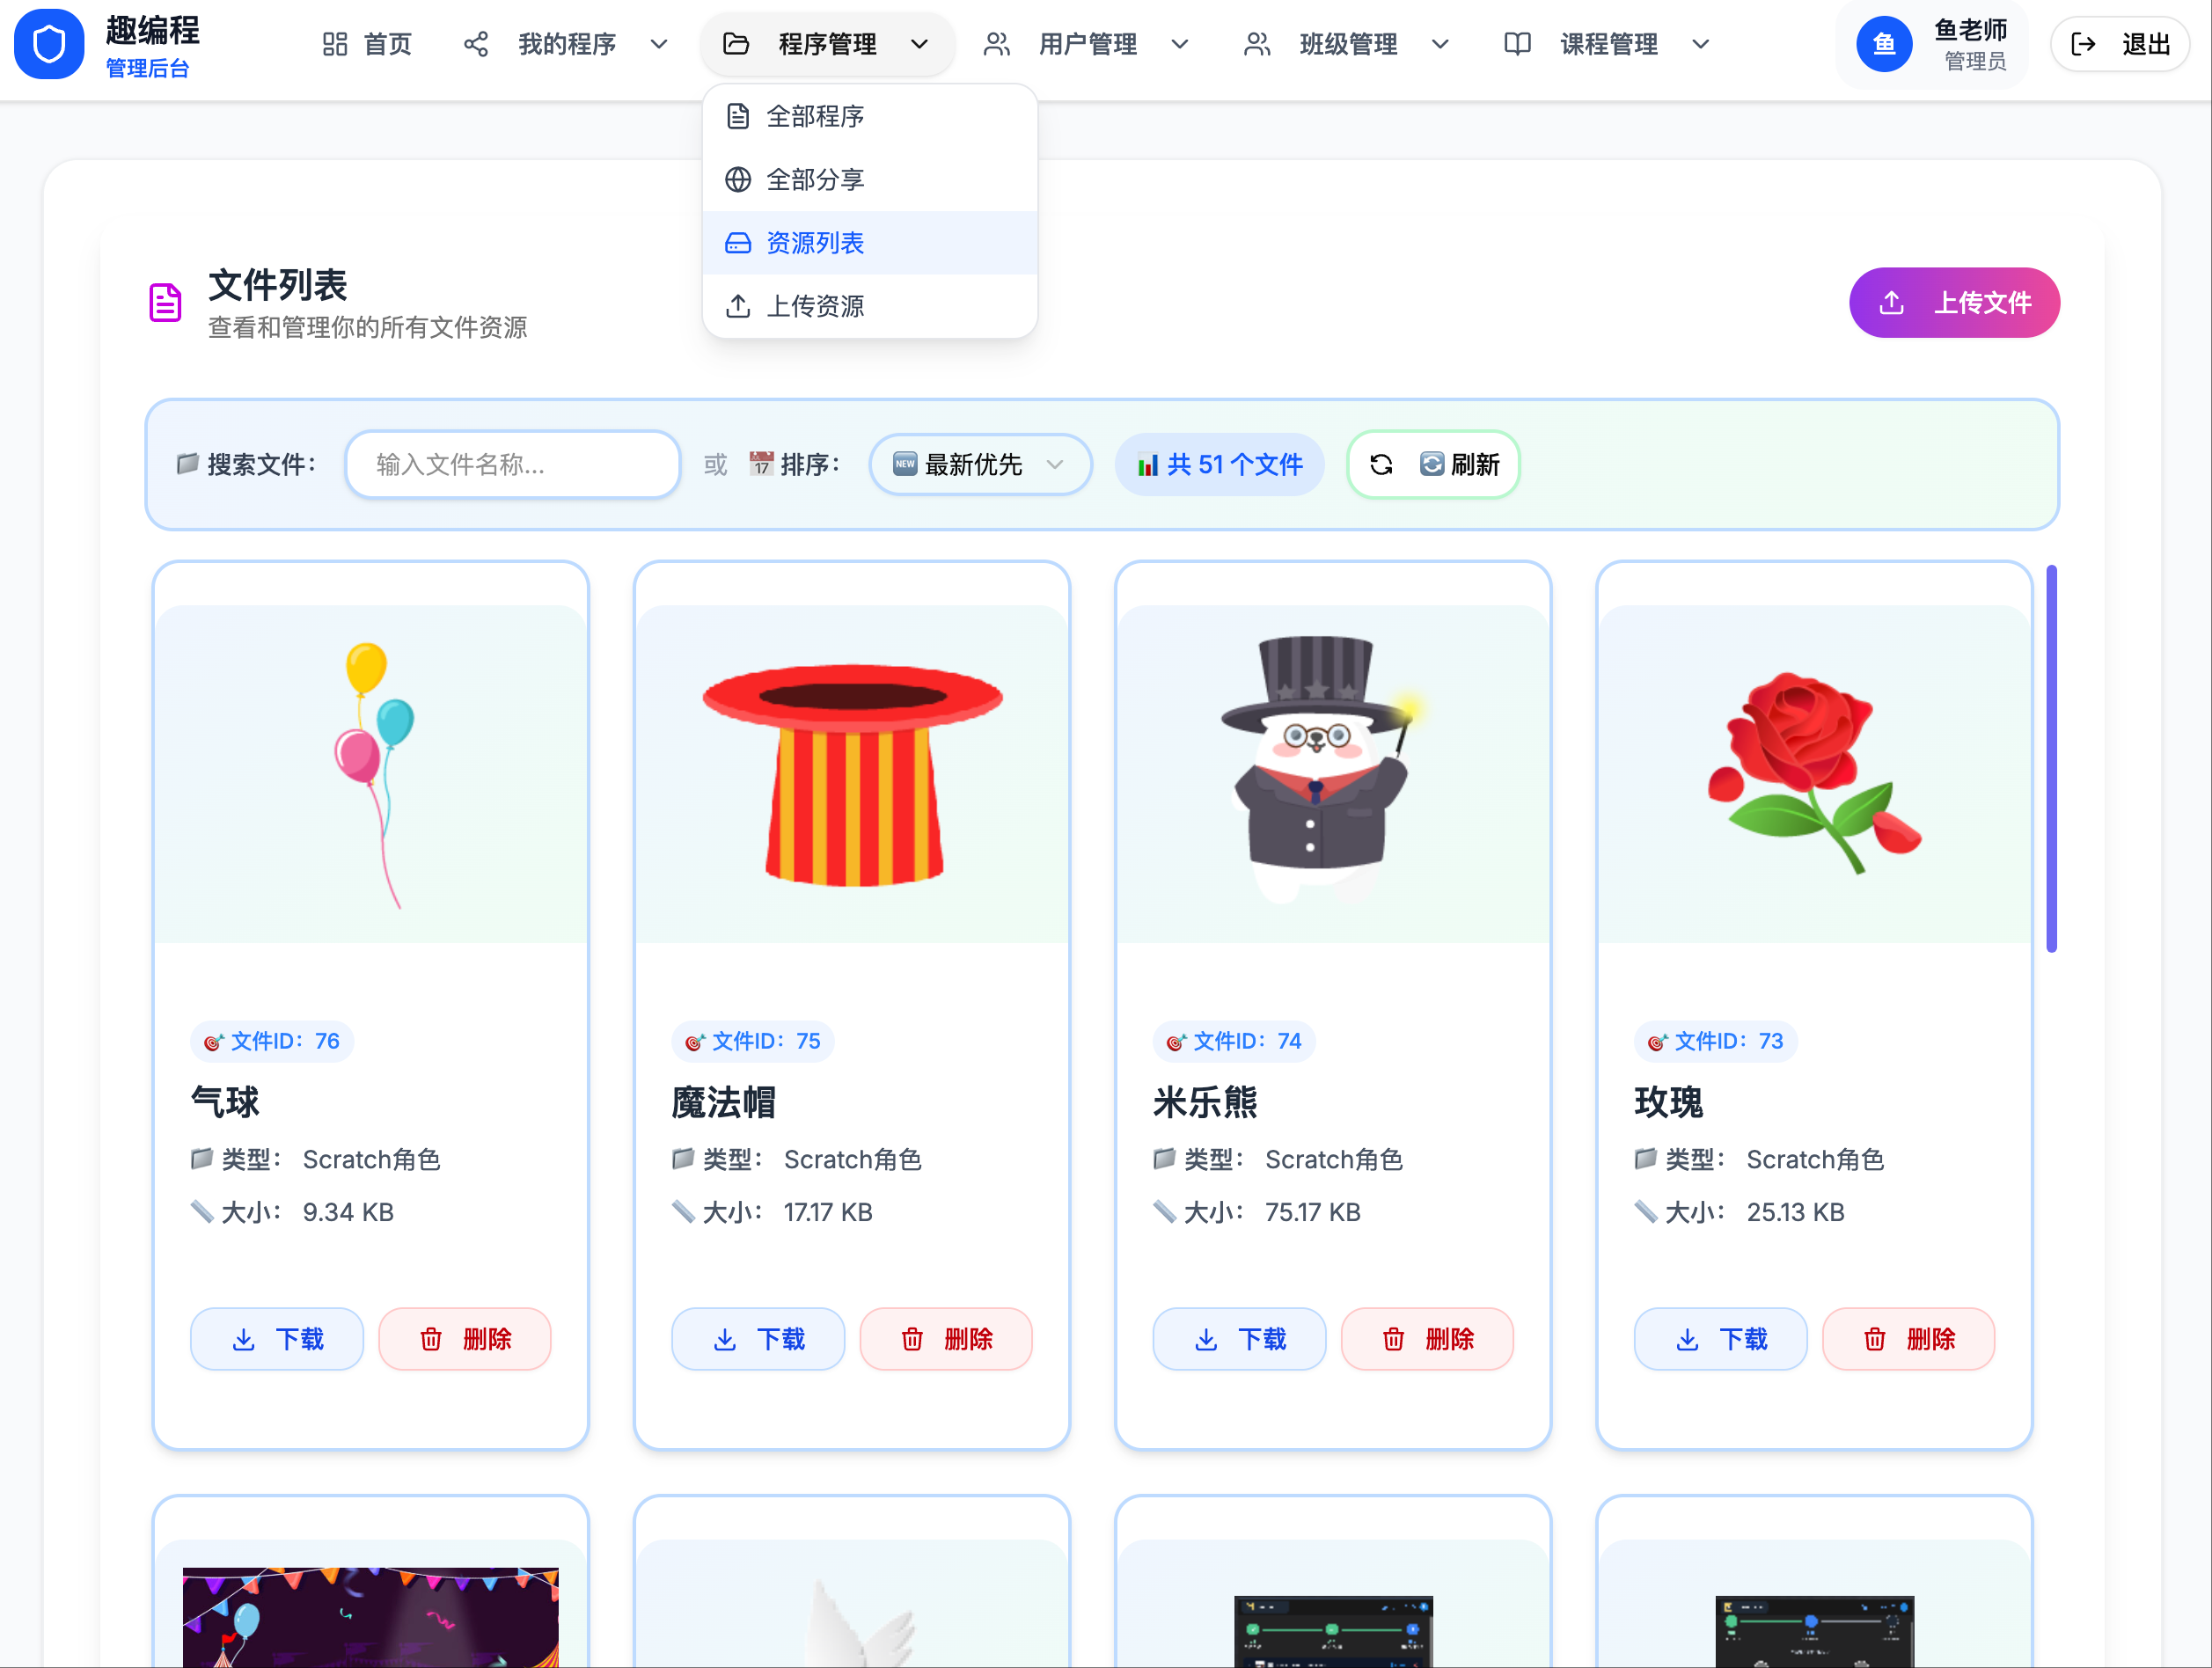 趣编程
管理后台
首页
我的程序
程序管理
用户管理
班级管理
课程管理
鱼
鱼老师
管理员
退出
全部程序
全部分享
资源列表
上传资源
文件列表
查看和管理你的所有文件资源
上传文件
搜索文件：
输入文件名称...
或
17 排序：
NEW 最新优先
共 51 个文件
刷新
文件ID：76
气球
类型： Scratch角色
大小： 9.34 KB
下载
删除
文件ID：75
魔法帽
类型： Scratch角色
大小： 17.17 KB
下载
删除
文件ID：74
米乐熊
类型： Scratch角色
大小： 75.17 KB
下载
删除
文件ID：73
玫瑰
类型： Scratch角色
大小： 25.13 KB
下载
删除